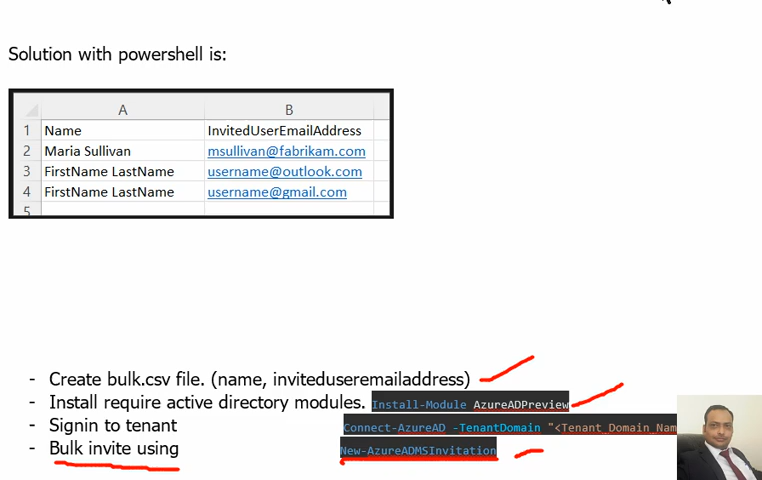 Solution with powershell is:
A B
1 Name InvitedUserEmailAddress
2 Maria Sullivan msullivan@fabrikam.com
3 FirstName LastName username@outlook.com
4 FirstName LastName username@gmail.com
5
- Create bulk.csv file. (name, inviteduseremailaddress)
- Install require active directory modules. Install-Module AzureADPreview
- Signin to tenant Connect-AzureAD -TenantDomain "<Tenant_Domain_Nam
- Bulk invite using New-AzureADMSInvitation